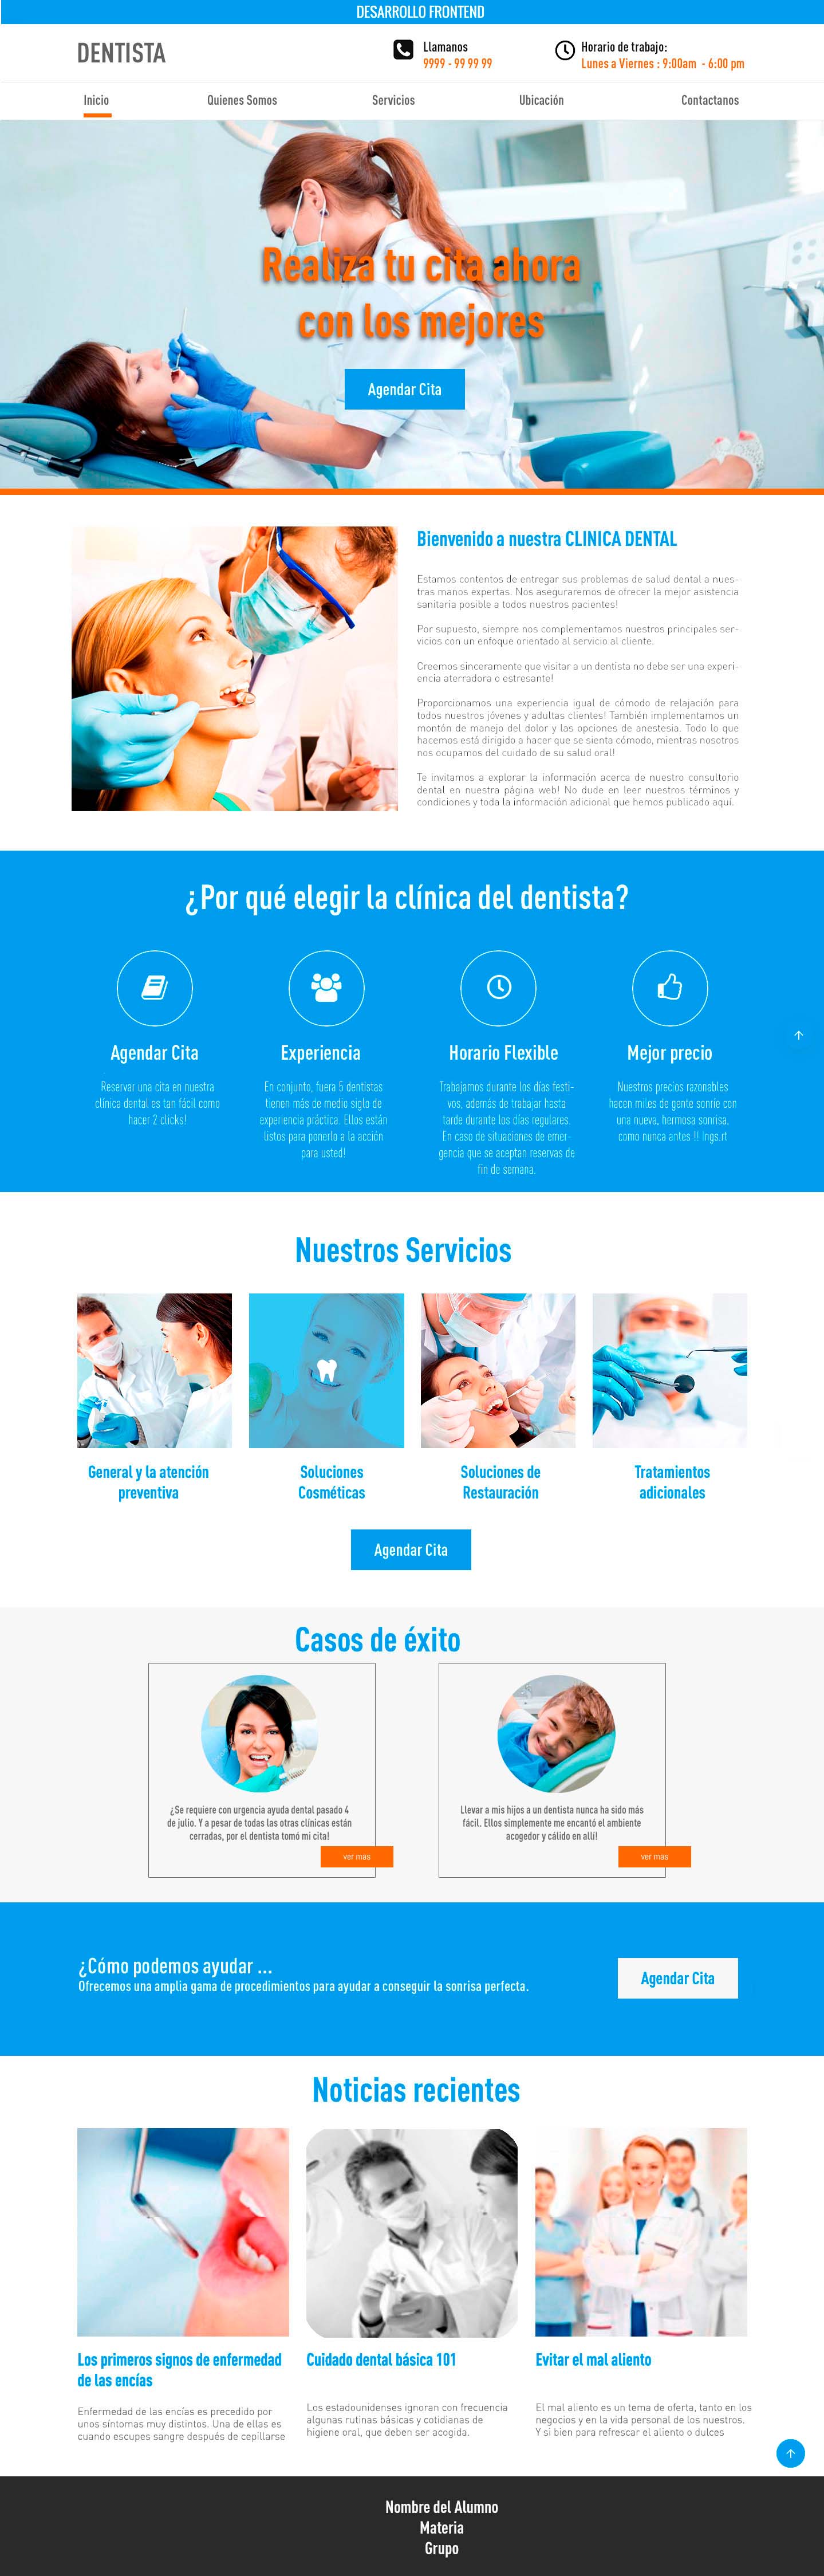 DESARROLLO FRONTEND
DENTISTA
Llamanos
9999 - 99 99 99
Horario de trabajo:
Lunes a Viernes : 9:00am - 6:00 pm
Inicio
Quienes Somos
Servicios
Ubicación
Contactanos
Realiza tu cita ahora
con los mejores
Agendar Cita
Bienvenido a nuestra CLINICA DENTAL
Estamos contentos de entregar sus problemas de salud dental a nues-
tras manos expertas. Nos aseguraremos de ofrecer la mejor asistencia
sanitaria posible a todos nuestros pacientes!
Por supuesto, siempre nos complementamos nuestros principales ser-
vicios con un enfoque orientado al servicio al cliente.
Creemos sinceramente que visitar a un dentista no debe ser una experi-
encia aterradora o estresante!
Proporcionamos una experiencia igual de cómodo de relajación para
todos nuestros jóvenes y adultas clientes! También implementamos un
montón de manejo del dolor y las opciones de anestesia. Todo lo que
hacemos está dirigido a hacer que se sienta cómodo, mientras nosotros
nos ocupamos del cuidado de su salud oral!
Te invitamos a explorar la información acerca de nuestro consultorio
dental en nuestra página web! No dude en leer nuestros términos y
condiciones y toda la información adicional que hemos publicado aquí.
¿Por qué elegir la clínica del dentista?
Agendar Cita
Reservar una cita en nuestra
clínica dental es tan fácil como
hacer 2 clicks!
Experiencia
En conjunto, fuera 5 dentistas
tienen más de medio siglo de
experiencia práctica. Ellos están
listos para ponerlo a la acción
para usted!
Horario Flexible
Trabajamos durante los días festi-
vos, además de trabajar hasta
tarde durante los días regulares.
En caso de situaciones de emer-
gencia que se aceptan reservas de
fin de semana.
Mejor precio
Nuestros precios razonables
hacen miles de gente sonríe con
una nueva, hermosa sonrisa,
como nunca antes !! ings.rt
Nuestros Servicios
General y la atención
preventiva
Soluciones
Cosméticas
Soluciones de
Restauración
Tratamientos
adicionales
Agendar Cita
Casos de éxito
¿Se requiere con urgencia ayuda dental pasado 4
de julio. Y a pesar de todas las otras clínicas están
cerradas, por el dentista tomó mi cita!
ver mas
Llevar a mis hijos a un dentista nunca ha sido más
fácil. Ellos simplemente me encantó el ambiente
acogedor y cálido en allí!
ver mas
¿Cómo podemos ayudar ...
Ofrecemos una amplia gama de procedimientos para ayudar a conseguir la sonrisa perfecta.
Agendar Cita
Noticias recientes
Los primeros signos de enfermedad
de las encías
Enfermedad de las encías es precedido por
unos síntomas muy distintos. Una de ellas es
cuando escupes sangre después de cepillarse
Cuidado dental básica 101
Los estadounidenses ignoran con frecuencia
algunas rutinas básicas y cotidianas de
higiene oral, que deben ser acogida.
Evitar el mal aliento
El mal aliento es un tema de oferta, tanto en los
negocios y en la vida personal de los nuestros.
Y si bien para refrescar el aliento o dulces
Nombre del Alumno
Materia
Grupo